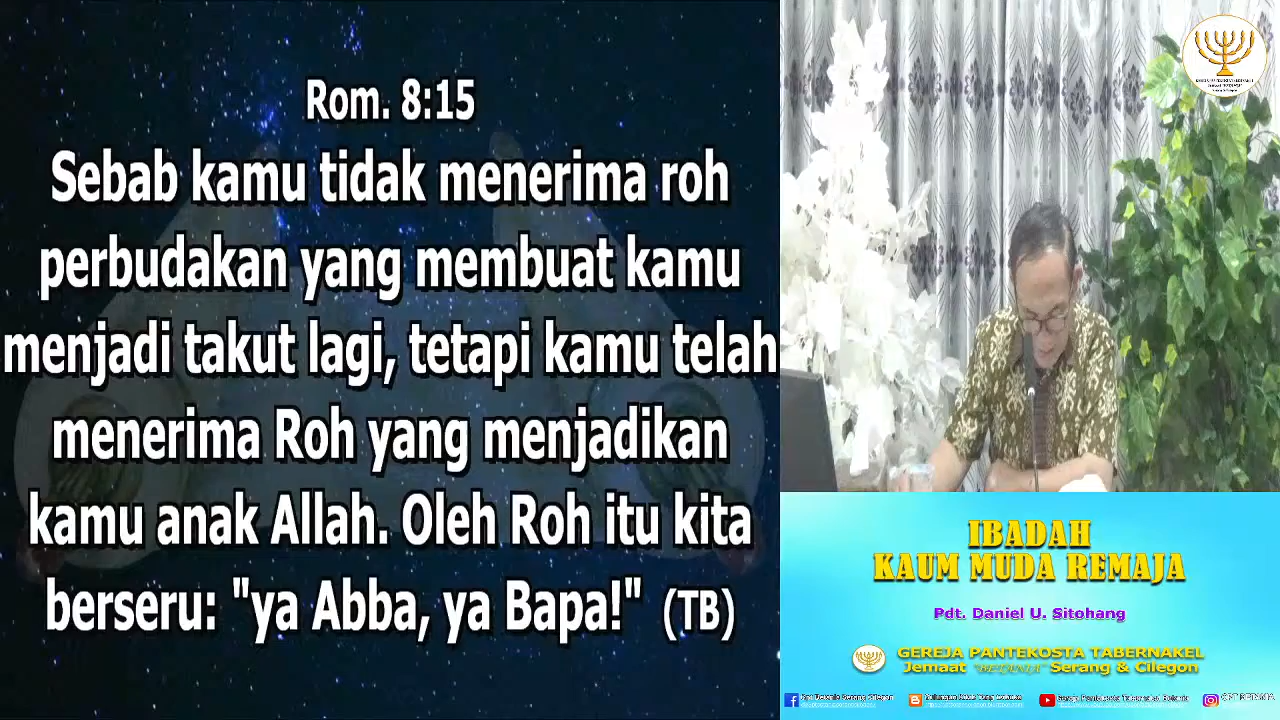 Rom. 8:15
Sebab kamu tidak menerima roh
perbudakan yang membuat kamu
menjadi takut lagi, tetapi kamu telah
menerima Roh yang menjadikan
kamu anak Allah. Oleh Roh itu kita
berseru: "ya Abba, ya Bapa!" (TB)
IBADAH
KAUM MUDA REMAJA
Pdt. Daniel U. Sitohang
GEREJA PANTEKOSTA TABERNAKEL
Jemaat "BETANIA" Serang & Cilegon